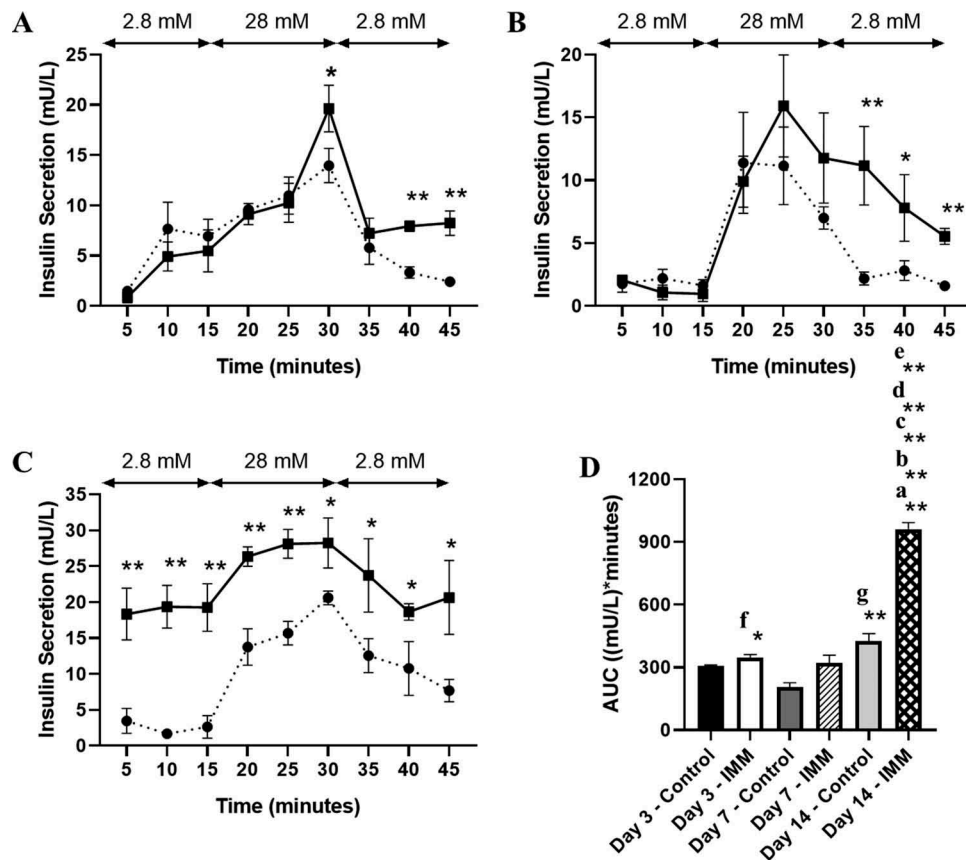 A
2.8 mM 28 mM 2.8 mM
Insulin Secretion (mU/L)
25
20
15
10
5
0
*
** **
5 10 15 20 25 30 35 40 45
Time (minutes)
B
2.8 mM 28 mM 2.8 mM
Insulin Secretion (mU/L)
20
15
10
5
0
**
*
**
5 10 15 20 25 30 35 40 45
Time (minutes)
C
2.8 mM 28 mM 2.8 mM
Insulin Secretion (mU/L)
35
30
25
20
15
10
5
0
** ** ** ** ** * * * *
5 10 15 20 25 30 35 40 45
Time (minutes)
D
AUC ((mU/L)*minutes)
1200
900
600
300
0
f *
g **
e **
d **
c **
b **
a **
Day 3 - Control
Day 3 - IMM
Day 7 - Control
Day 7 - IMM
Day 14 - Control
Day 14 - IMM